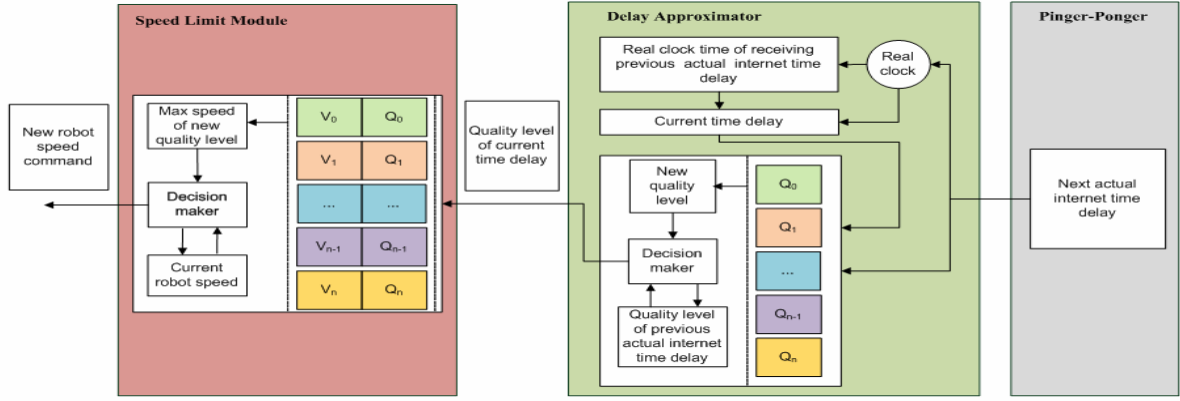 Speed Limit Module
Delay Approximator
Pinger-Ponger
New robot
speed
command
Max speed
of new
quality level
Decision
maker
Current
robot speed
V0 Q0
V1 Q1
... ...
Vn-1 Qn-1
Vn Qn
Quality level
of current
time delay
Real clock time of receiving
previous actual internet time
delay
Real
clock
Current time delay
New
quality
level
Decision
maker
Quality level
of previous
actual internet
time delay
Q0
Q1
...
Qn-1
Qn
Next actual
internet time
delay